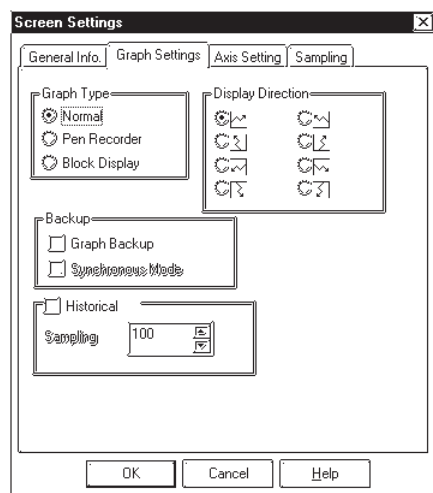 Screen Settings
General Info. Graph Settings Axis Setting Sampling
Graph Type
Normal
Pen Recorder
Block Display
Display Direction
Backup
Graph Backup
Synchronous Mode
Historical
Sampling 100
OK Cancel Help